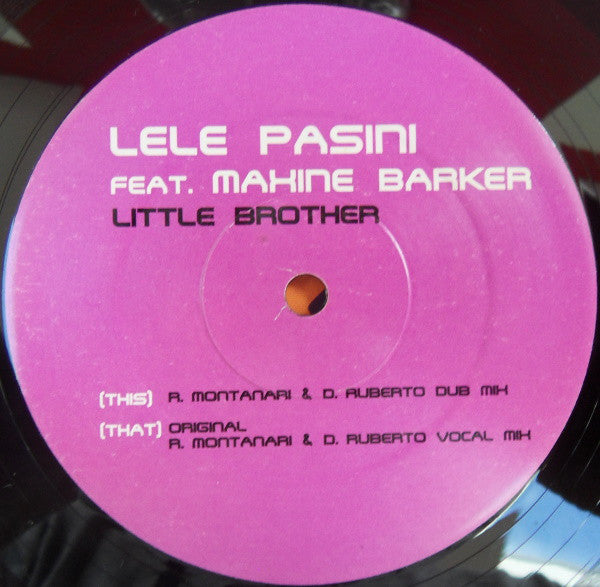 LELE PASINI
FEAT. MAXINE BARKER
LITTLE BROTHER
(THIS) R. MONTANARI & D. RUBERTO DUB MIX
(THAT) ORIGINAL
R. MONTANARI & D. RUBERTO VOCAL MIX